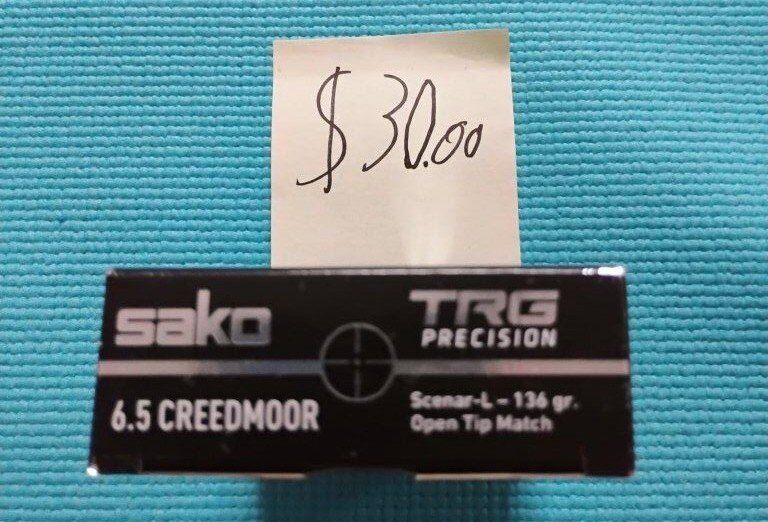 $30.00
sako
TRG
PRECISION
6.5 CREEDMOOR
Scenar-L – 136 gr.
Open Tip Match